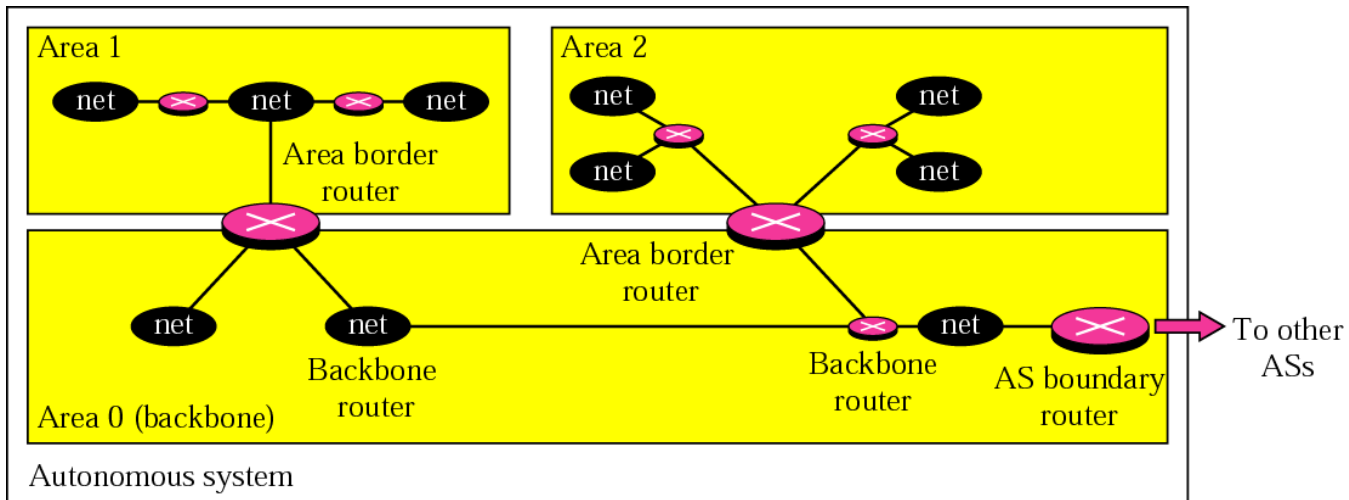 Area 1
net
net
net
Area border
router
Area 2
net
net
net
net
Area border
router
net
net
Backbone
router
net
Backbone
router
AS boundary
router
To other
ASs
Area 0 (backbone)
Autonomous system